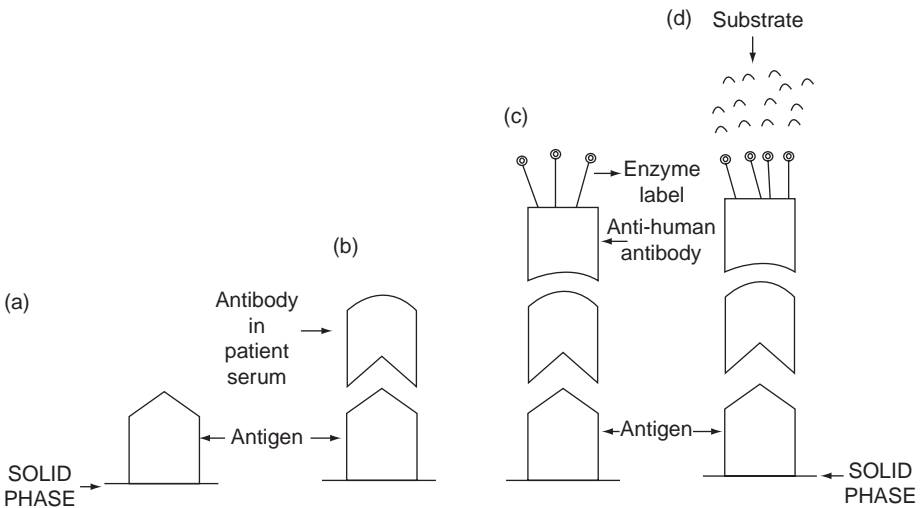 (a)
SOLID
PHASE
Antigen
(b)
Antibody
in
patient
serum
(c)
Enzyme
label
Anti-human
antibody
Antigen
(d) Substrate
SOLID
PHASE